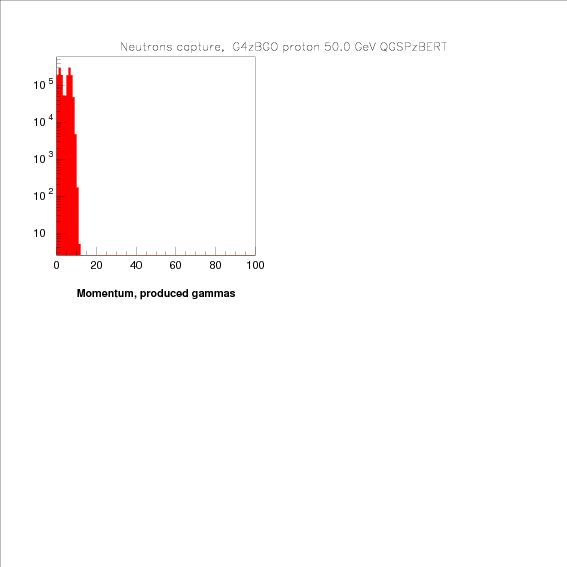 Neutrons capture, G4zBGO proton 50.0 GeV QGSPzBERT
10 5
10 4
10 3
10 2
10
0 20 40 60 80 100
Momentum, produced gammas